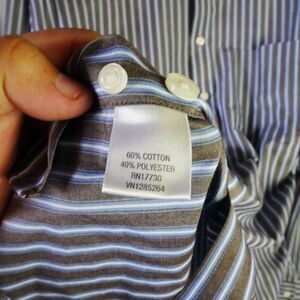 60% COTTON
40% POLYESTER
RN17730
VN1285264